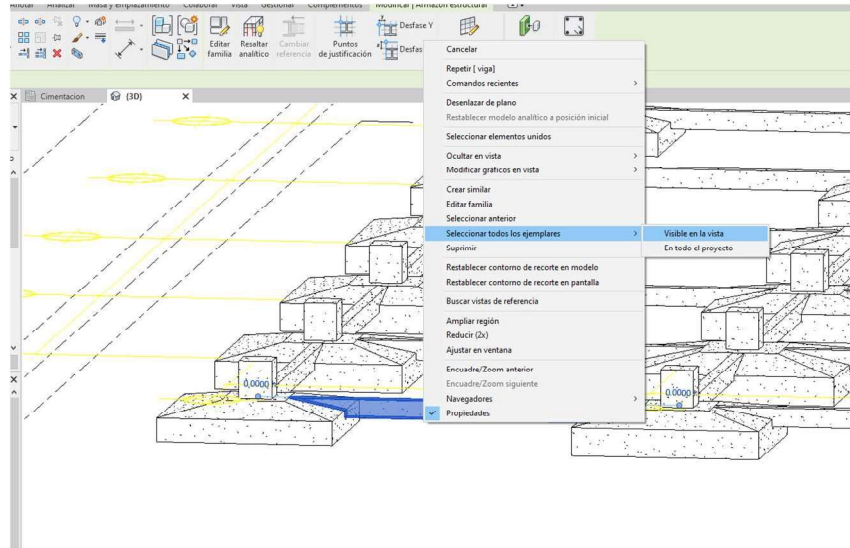 Anotar Analizar Masa y emplazamiento Colaborar Vista Gestionar Complementos Modificar | Armazón estructural
Desfase Y
Editar familia
Resaltar analítico
Cambiar referencia
Puntos de justificación
Desfas
Cimentacion
{3D}
Cancelar
Repetir [ viga]
Comandos recientes
Desenlazar de plano
Restablecer modelo analítico a posición inicial
Seleccionar elementos unidos
Ocultar en vista
Modificar gráficos en vista
Crear similar
Editar familia
Seleccionar anterior
Seleccionar todos los ejemplares
Visible en la vista
Suprimir
En todo el proyecto
Restablecer contorno de recorte en modelo
Restablecer contorno de recorte en pantalla
Buscar vistas de referencia
Ampliar región
Reducir (2x)
Ajustar en ventana
Encuadre/Zoom anterior
Encuadre/Zoom siguiente
Navegadores
Propiedades
0,0000
0,0000